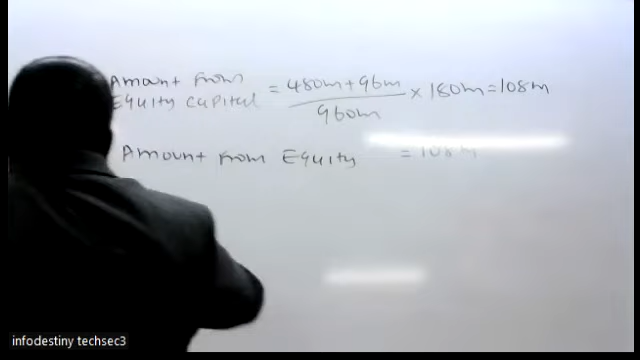 Amount from = 480m+96m × 180m=108m
Equity capital 960m
Amount from Equity = 108m
infodestiny techsec3